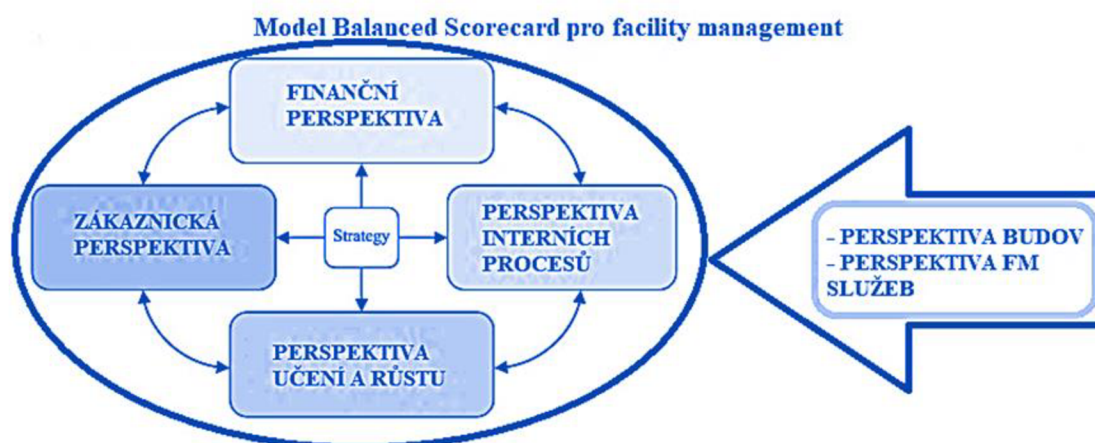 Model Balanced Scorecard pro facility management
FINANČNÍ
PERSPEKTIVA
ZÁKAZNICKÁ
PERSPEKTIVA
Strategy
PERSPEKTIVA
INTERNÍCH
PROCESŮ
PERSPEKTIVA
UČENÍ A RŮSTU
- PERSPEKTIVA BUDOV
- PERSPEKTIVA FM
SLUŽEB